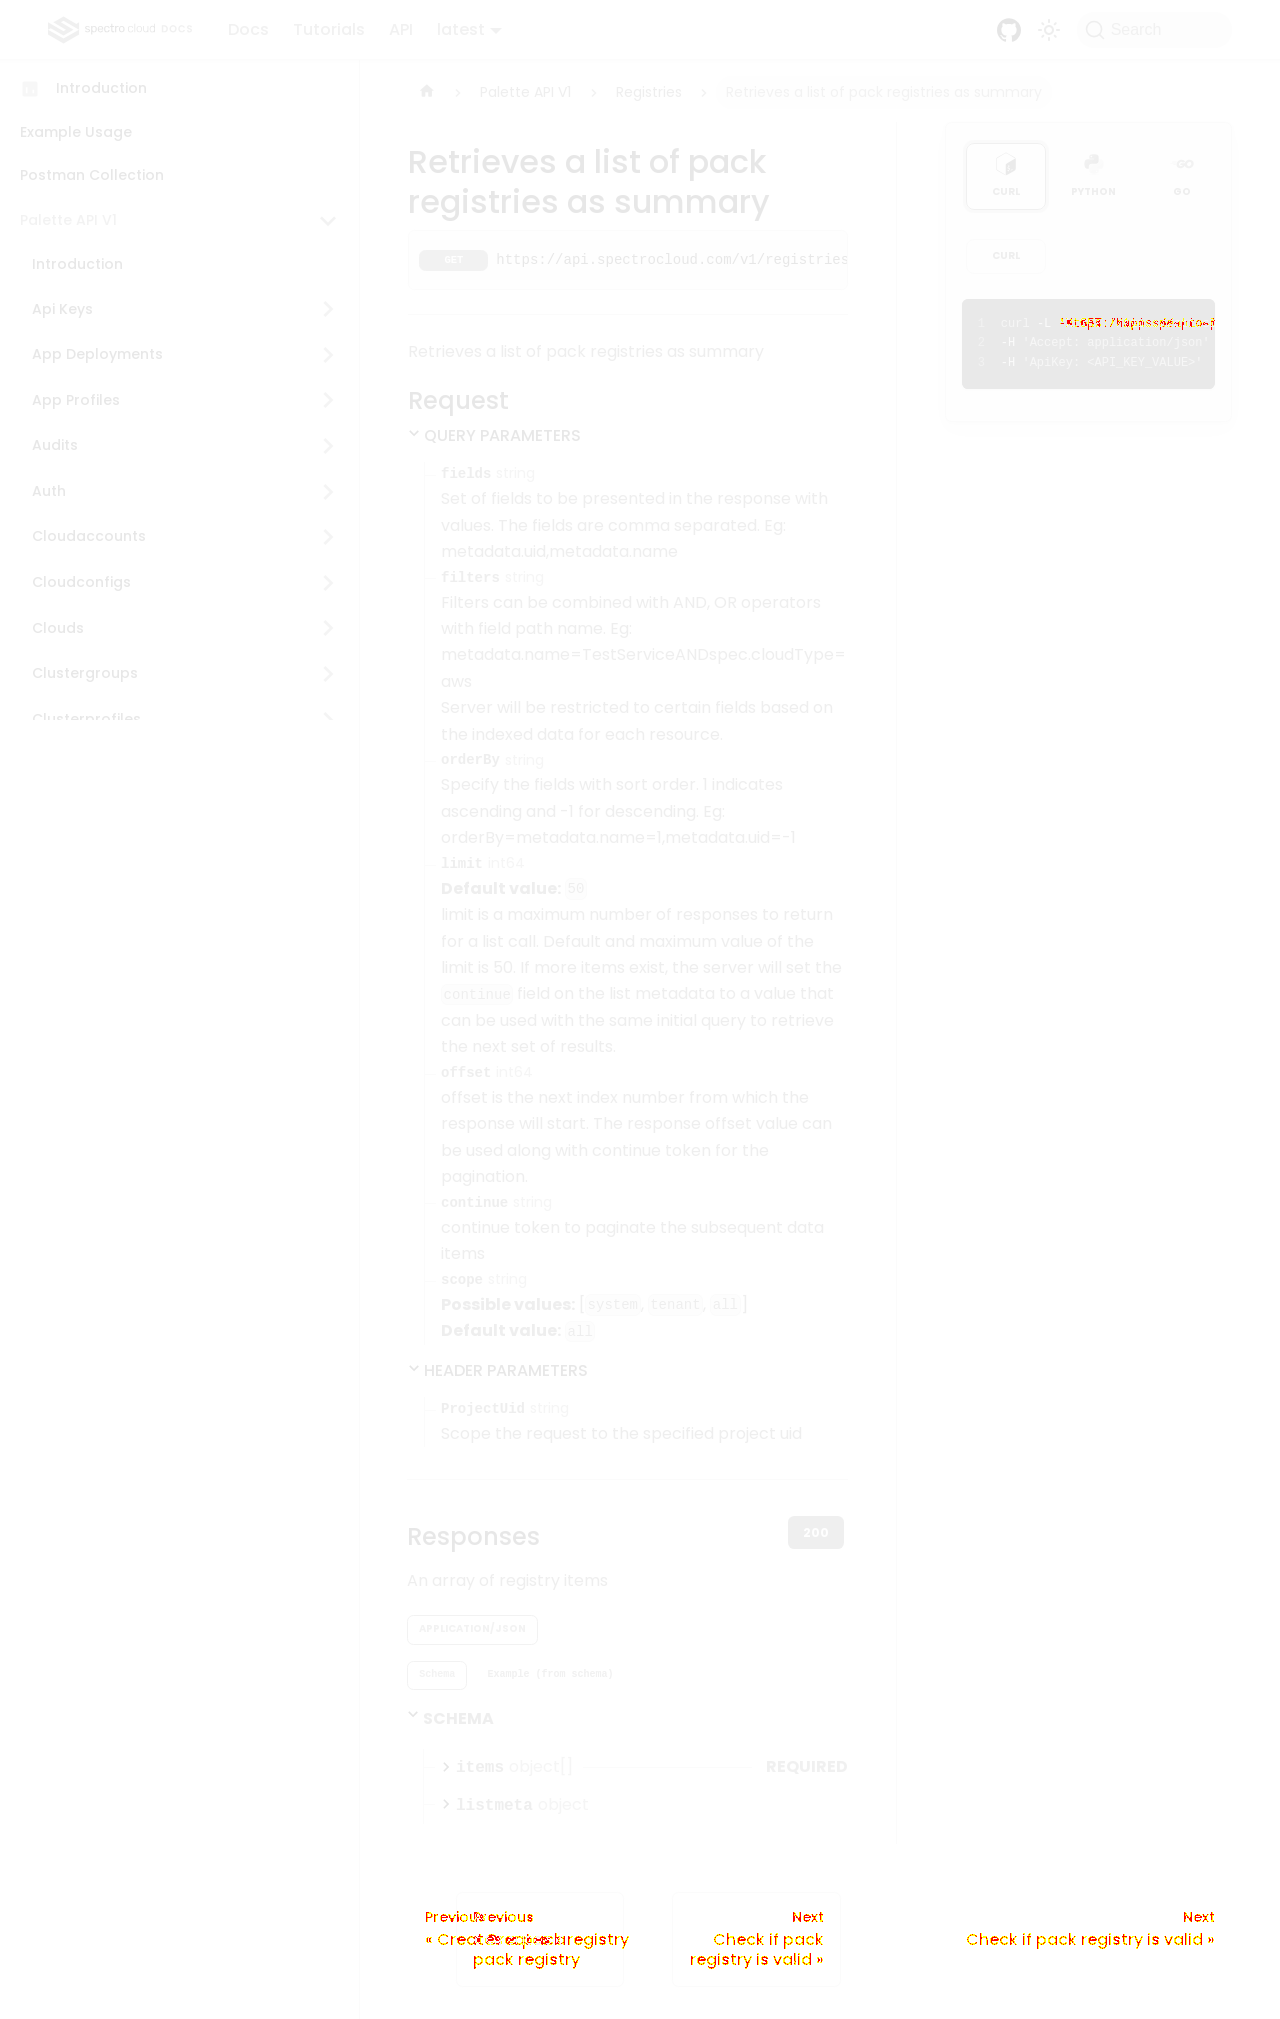 spectro cloud DOCS Docs Tutorials API latest Search
Introduction
Example Usage
Postman Collection
Palette API V1
Introduction
Api Keys
App Deployments
App Profiles
Audits
Auth
Cloudaccounts
Cloudconfigs
Clouds
Clustergroups
Clusterprofiles
Palette API V1 Registries Retrieves a list of pack registries as summary
Retrieves a list of pack
registries as summary
GET https://api.spectrocloud.com/v1/registries
Retrieves a list of pack registries as summary
Request
QUERY PARAMETERS
fields string
Set of fields to be presented in the response with
values. The fields are comma separated. Eg:
metadata.uid,metadata.name
filters string
Filters can be combined with AND, OR operators
with field path name. Eg:
metadata.name=TestServiceANDspec.cloudType=
aws
Server will be restricted to certain fields based on
the indexed data for each resource.
orderBy string
Specify the fields with sort order. 1 indicates
ascending and -1 for descending. Eg:
orderBy=metadata.name=1,metadata.uid=-1
limit int64
Default value: 50
limit is a maximum number of responses to return
for a list call. Default and maximum value of the
limit is 50. If more items exist, the server will set the
continue field on the list metadata to a value that
can be used with the same initial query to retrieve
the next set of results.
offset int64
offset is the next index number from which the
response will start. The response offset value can
be used along with continue token for the
pagination.
continue string
continue token to paginate the subsequent data
items
scope string
Possible values: [system, tenant, all]
Default value: all
HEADER PARAMETERS
ProjectUid string
Scope the request to the specified project uid
Responses
200
An array of registry items
APPLICATION/JSON
Schema Example (from schema)
SCHEMA
items object[] REQUIRED
listmeta object
CURL PYTHON GO
CURL
1 curl -L
2 -H 'Accept: application/json'
3 -H 'ApiKey: <API_KEY_VALUE>'
Previous Previous Next Next
Check if pack Check if pack registry is valid »
pack registry registry is valid »